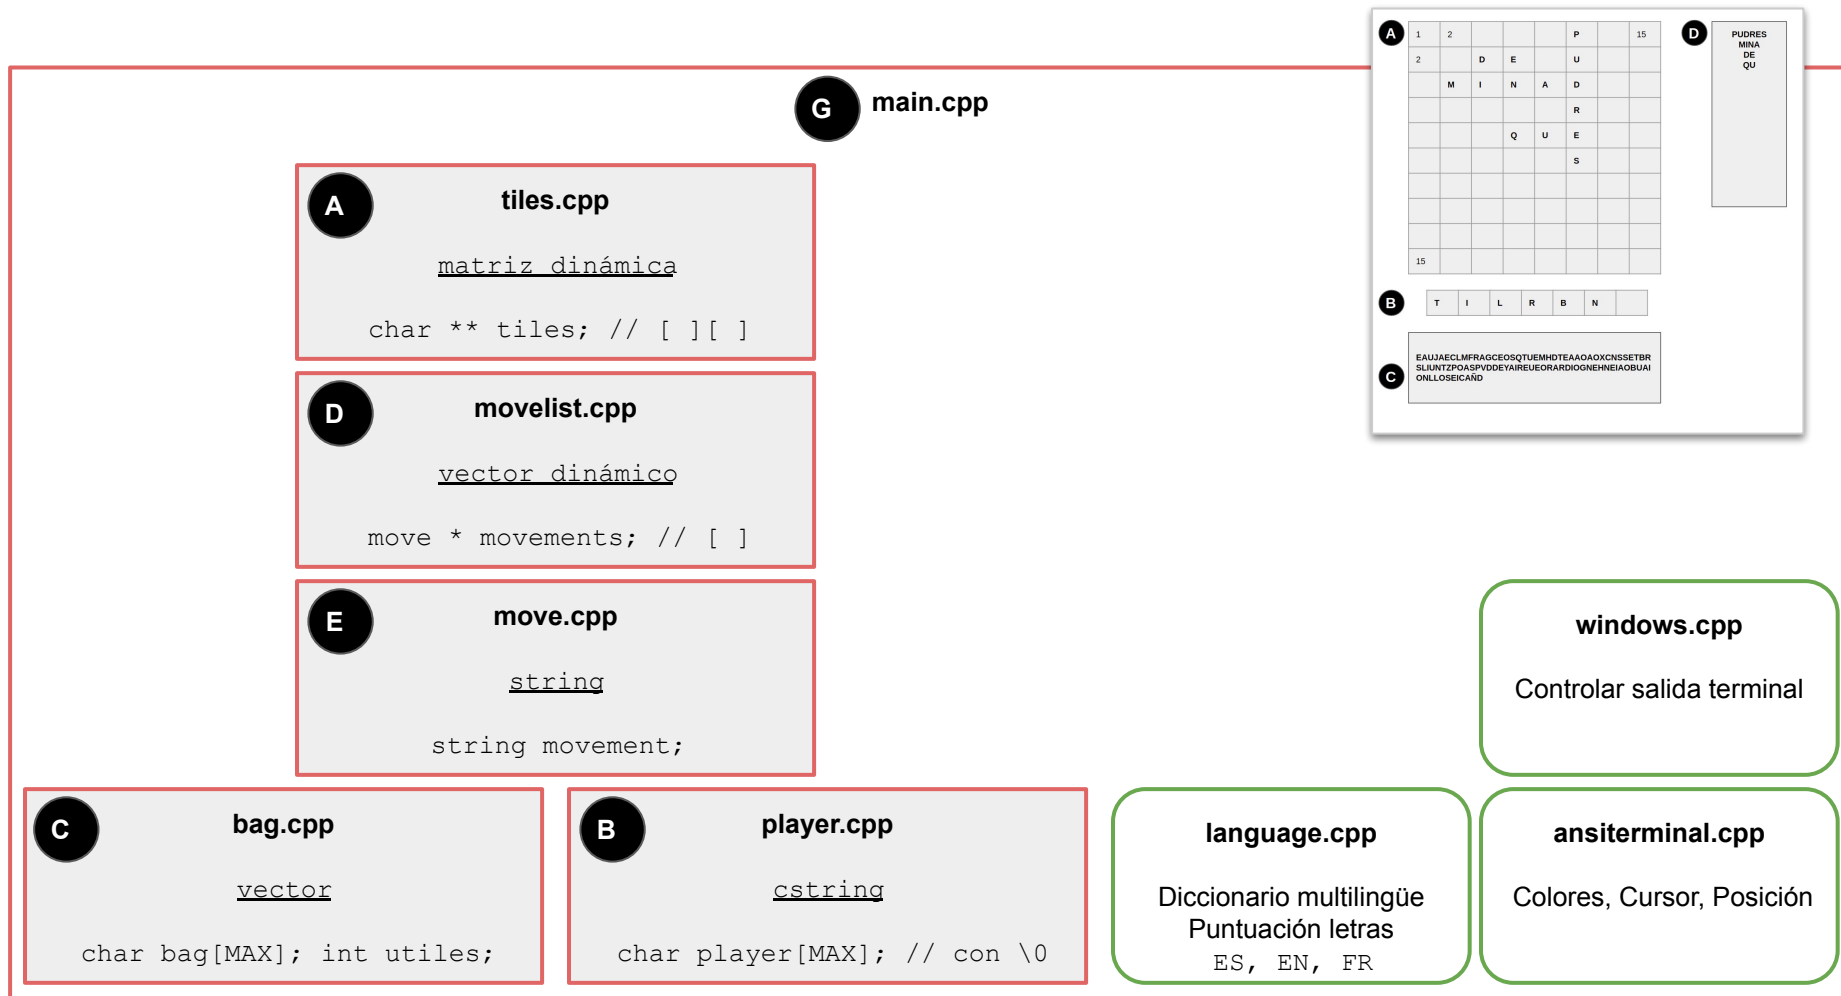 G main.cpp
A tiles.cpp
matriz dinámica
char ** tiles; // [ ][ ]
D movelist.cpp
vector dinámico
move * movements; // [ ]
E move.cpp
string
string movement;
C bag.cpp
vector
char bag[MAX]; int utiles;
B player.cpp
cstring
char player[MAX]; // con \0
language.cpp
Diccionario multilingüe
Puntuación letras
ES, EN, FR
windows.cpp
Controlar salida terminal
ansiterminal.cpp
Colores, Cursor, Posición
A
1 2 P 15
2 D E U
M I N A D
R
Q U E
S
15
D
PUDRES
MINA
DE
QU
B
T I L R B N
C
EAUJAECLMFRAGCEOSQTUEMHDTEAAOAOXCNSSETBR
SLIUNTZPOASPVDDEYAIREUEORARDIOGNEHNEIAOBUAI
ONLLOSEICAÑD